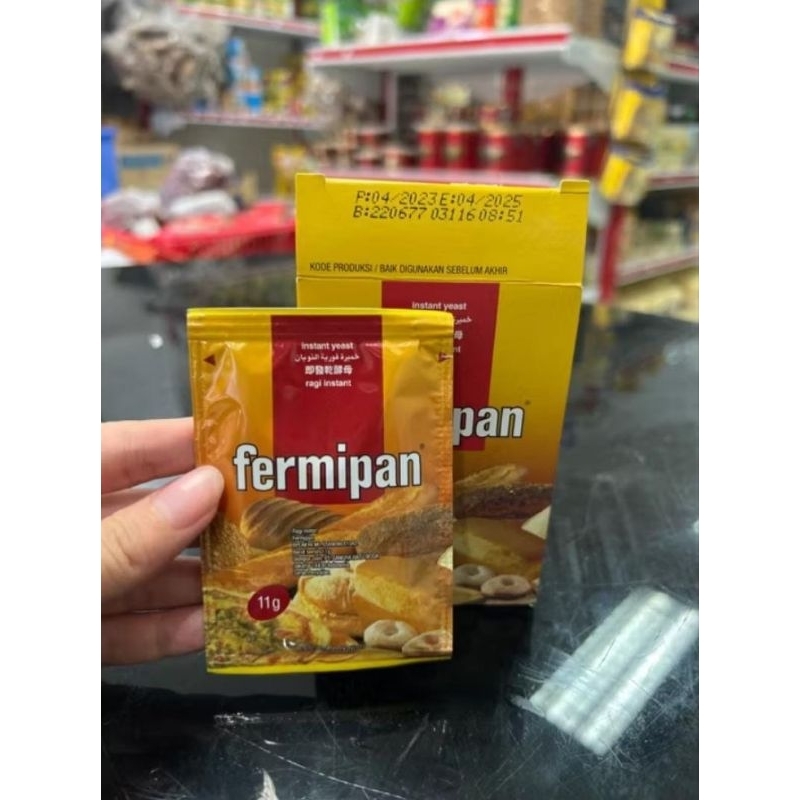 P:04/2023 E:04/2025
B:220677 03116 08:51
KODE PRODUKSI / BAIK DIGUNAKAN SEBELUM AKHIR
instant yeast
pan
instant yeast
خميرة فورية الذوبان
即發乾酵母
ragi instant
fermipan®
11g